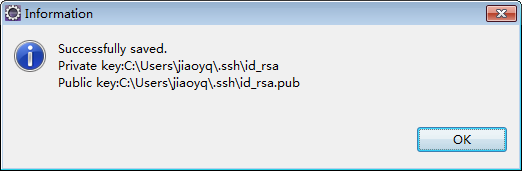 Information
Successfully saved.
Private key:C:\Users\jiaoyq\.ssh\id_rsa
Public key:C:\Users\jiaoyq\.ssh\id_rsa.pub
OK